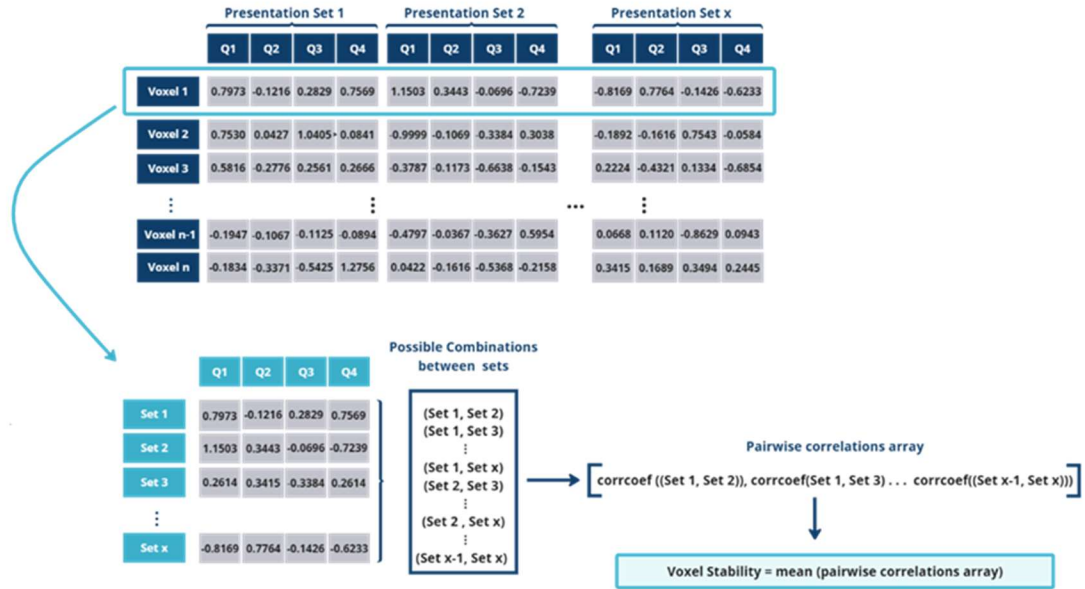 Presentation Set 1 Presentation Set 2 Presentation Set x
Q1 Q2 Q3 Q4 Q1 Q2 Q3 Q4 Q1 Q2 Q3 Q4
Voxel 1 0.7973 -0.1216 0.2829 0.7569 1.1503 0.3443 -0.0696 -0.7239 -0.8169 0.7764 -0.1426 -0.6233
Voxel 2 0.7530 0.0427 1.0405 0.0841 -0.9999 -0.1069 -0.3384 0.3038 -0.1892 -0.1616 0.7543 -0.0584
Voxel 3 0.5816 -0.2776 0.2561 0.2666 -0.3787 -0.1173 -0.6638 -0.1543 0.2224 -0.4321 0.1334 -0.6854
⋮ ⋮ ... ⋮
Voxel n-1 -0.1947 -0.1067 -0.1125 -0.0894 -0.4797 -0.0367 -0.3627 0.5954 0.0668 0.1120 -0.8629 0.0943
Voxel n -0.1834 -0.3371 -0.5425 1.2756 0.0422 -0.1616 -0.5368 -0.2158 0.3415 0.1689 0.3494 0.2445
Q1 Q2 Q3 Q4
Set 1 0.7973 -0.1216 0.2829 0.7569
Set 2 1.1503 0.3443 -0.0696 -0.7239
Set 3 0.2614 0.3415 -0.3384 0.2614
⋮
Set x -0.8169 0.7764 -0.1426 -0.6233
Possible Combinations
between sets
(Set 1, Set 2)
(Set 1, Set 3)
⋮
(Set 1, Set x)
(Set 2, Set 3)
⋮
(Set 2 , Set x)
⋮
(Set x-1, Set x)
Pairwise correlations array
[corrcoef ((Set 1, Set 2)), corrcoef(Set 1, Set 3) . . . corrcoef((Set x-1, Set x)))]
Voxel Stability = mean (pairwise correlations array)